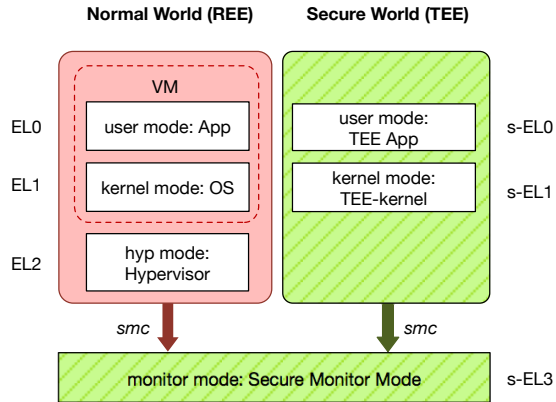 Normal World (REE)
Secure World (TEE)
VM
EL0
user mode: App
user mode:
TEE App
s-EL0
EL1
kernel mode: OS
kernel mode:
TEE-kernel
s-EL1
EL2
hyp mode:
Hypervisor
smc
smc
monitor mode: Secure Monitor Mode
s-EL3